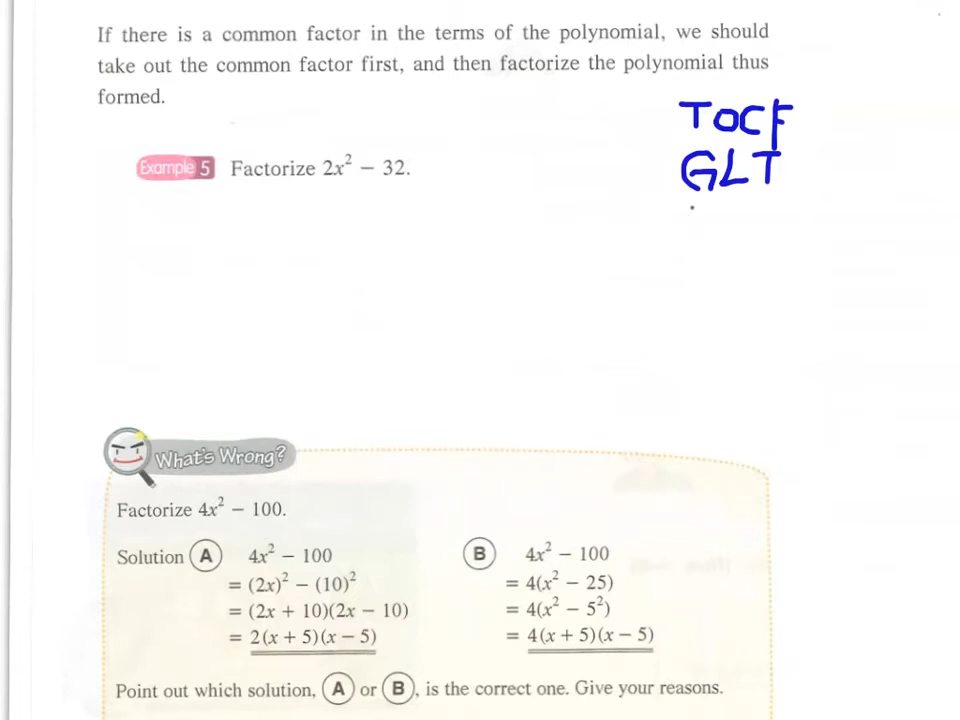 If there is a common factor in the terms of the polynomial, we should
take out the common factor first, and then factorize the polynomial thus
formed.
TOCF
GLT
Example 5 Factorize 2x² − 32.
What's Wrong?
Factorize 4x² − 100.
Solution A 4x² − 100
= (2x)² − (10)²
= (2x + 10)(2x − 10)
= 2(x + 5)(x − 5)
B 4x² − 100
= 4(x² − 25)
= 4(x² − 5²)
= 4(x + 5)(x − 5)
Point out which solution, A or B, is the correct one. Give your reasons.